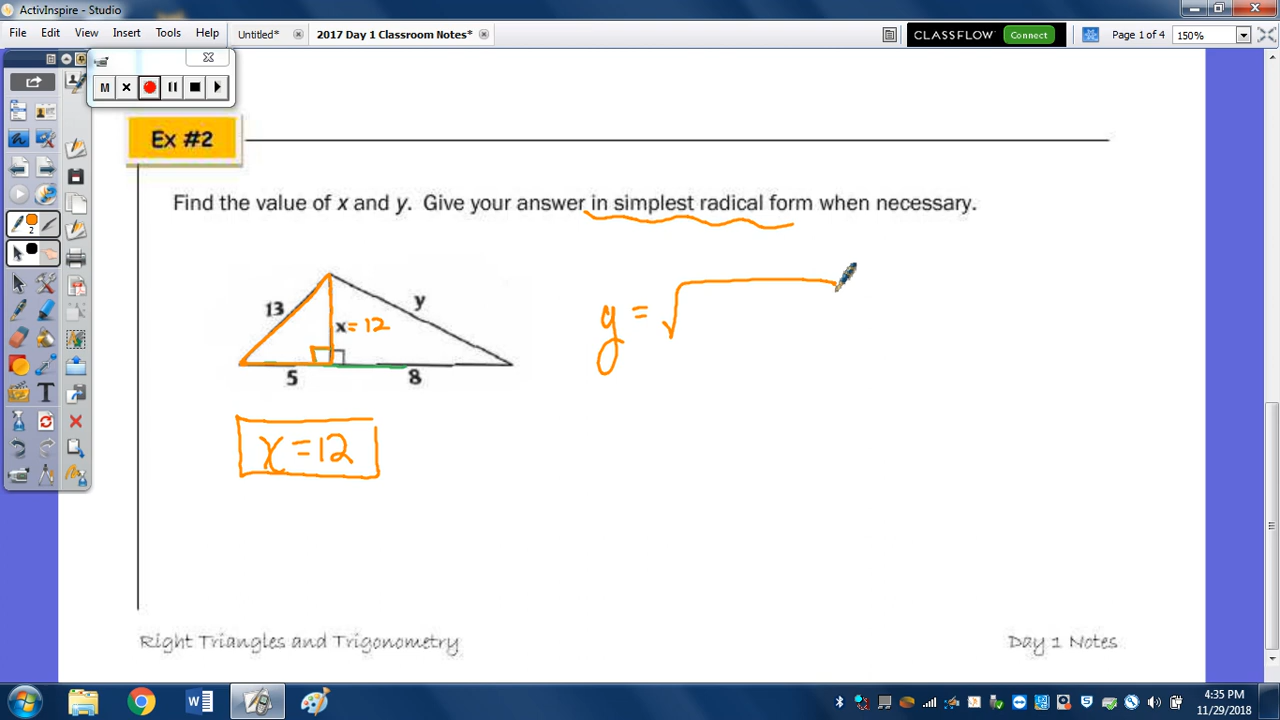 ActivInspire - Studio
File Edit View Insert Tools Help Untitled* 2017 Day 1 Classroom Notes* CLASSFLOW Connect Page 1 of 4 150%
M
2
T
Ex #2
Find the value of x and y. Give your answer in simplest radical form when necessary.
13
y
x = 12
5
8
y = √
x = 12
Right Triangles and Trigonometry
Day 1 Notes
4:35 PM
11/29/2018